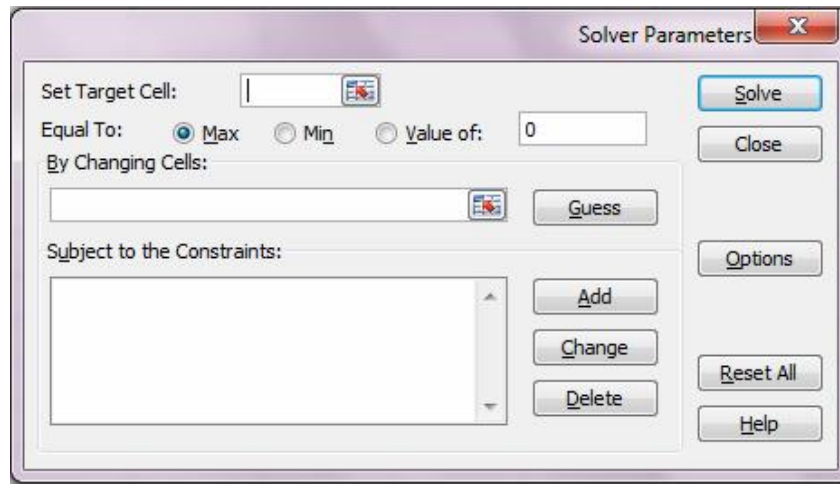 Solver Parameters
Set Target Cell:
Solve
Equal To: Max Min Value of: 0
Close
By Changing Cells:
Guess
Subject to the Constraints:
Options
Add
Change
Reset All
Delete
Help